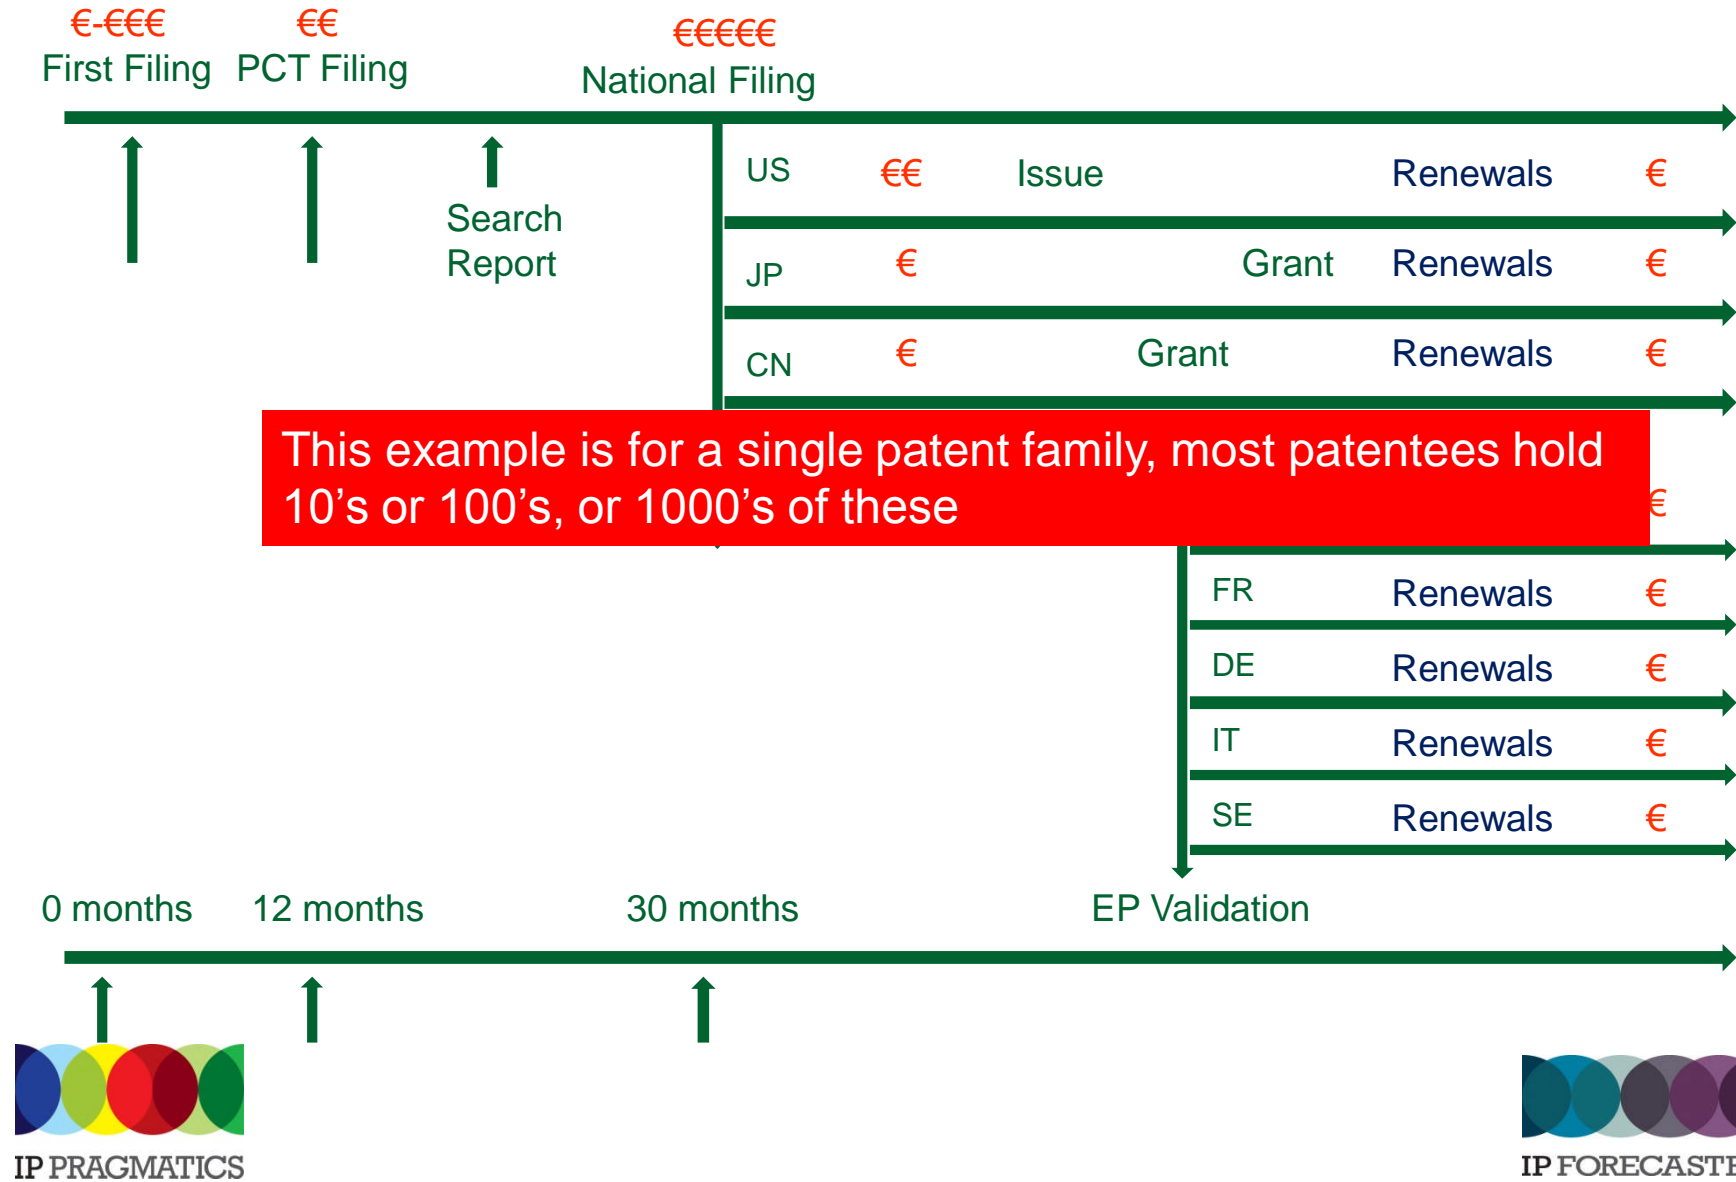 €-€€€ €€ €€€€€
First Filing PCT Filing National Filing
US €€ Issue Renewals €
Search
Report
JP € Grant Renewals €
CN € Grant Renewals €
This example is for a single patent family, most patentees hold
10’s or 100’s, or 1000’s of these
€
FR Renewals €
DE Renewals €
IT Renewals €
SE Renewals €
0 months 12 months 30 months EP Validation
IP PRAGMATICS
IP FORECASTE